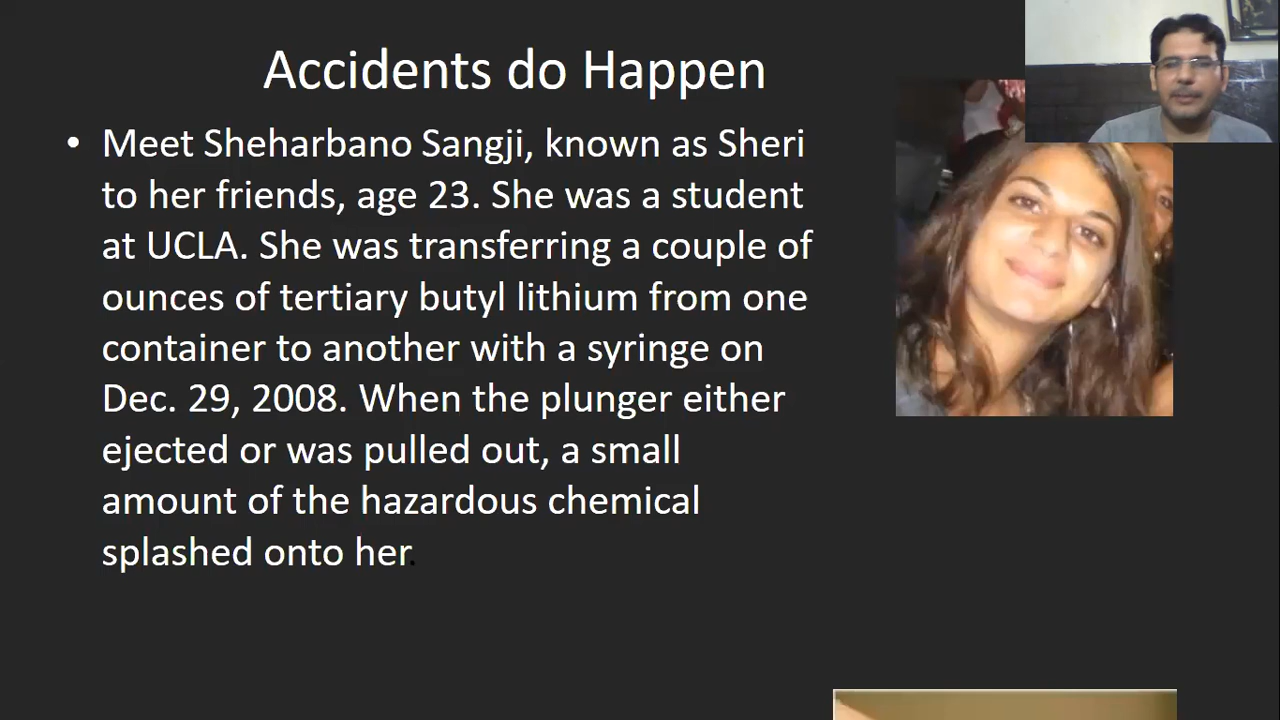 Accidents do Happen
• Meet Sheharbano Sangji, known as Sheri
to her friends, age 23. She was a student
at UCLA. She was transferring a couple of
ounces of tertiary butyl lithium from one
container to another with a syringe on
Dec. 29, 2008. When the plunger either
ejected or was pulled out, a small
amount of the hazardous chemical
splashed onto her.